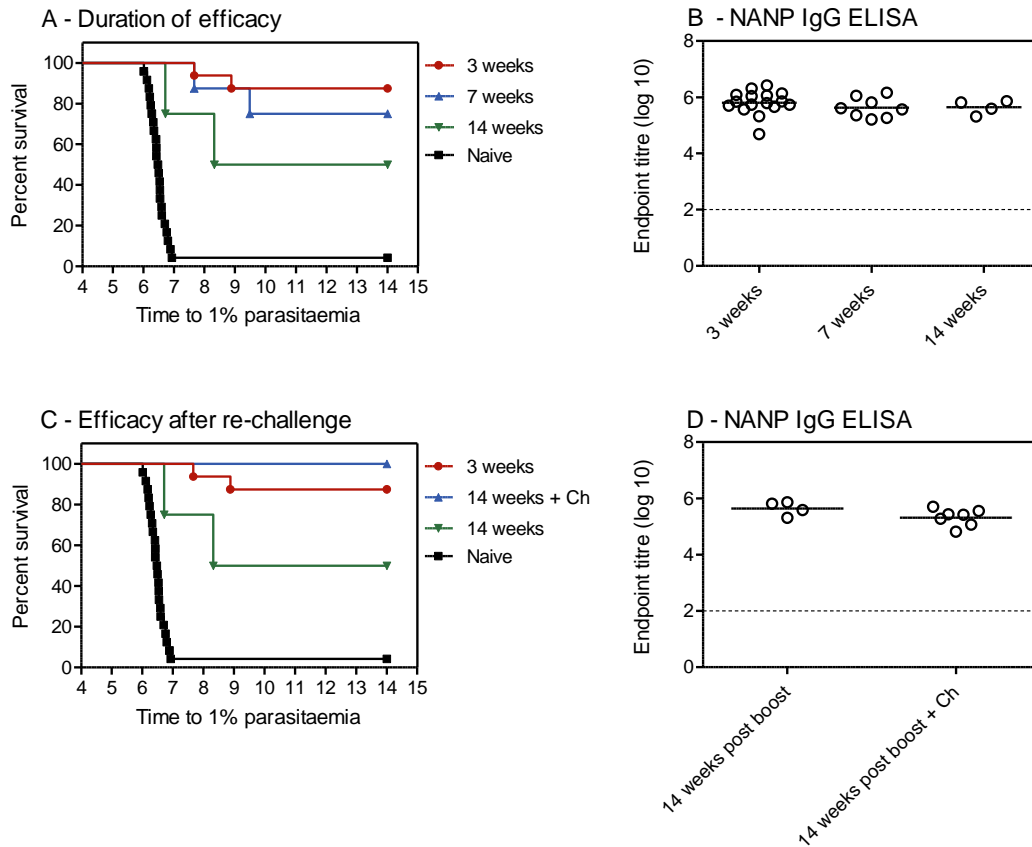 A - Duration of efficacy
Percent survival
100
80
60
40
20
0
4 5 6 7 8 9 10 11 12 13 14 15
Time to 1% parasitaemia
3 weeks
7 weeks
14 weeks
Naive
B - NANP IgG ELISA
Endpoint titre (log 10)
8
6
4
2
0
3 weeks
7 weeks
14 weeks
C - Efficacy after re-challenge
Percent survival
100
80
60
40
20
0
4 5 6 7 8 9 10 11 12 13 14 15
Time to 1% parasitaemia
3 weeks
14 weeks + Ch
14 weeks
Naive
D - NANP IgG ELISA
Endpoint titre (log 10)
8
6
4
2
0
14 weeks post boost
14 weeks post boost + Ch